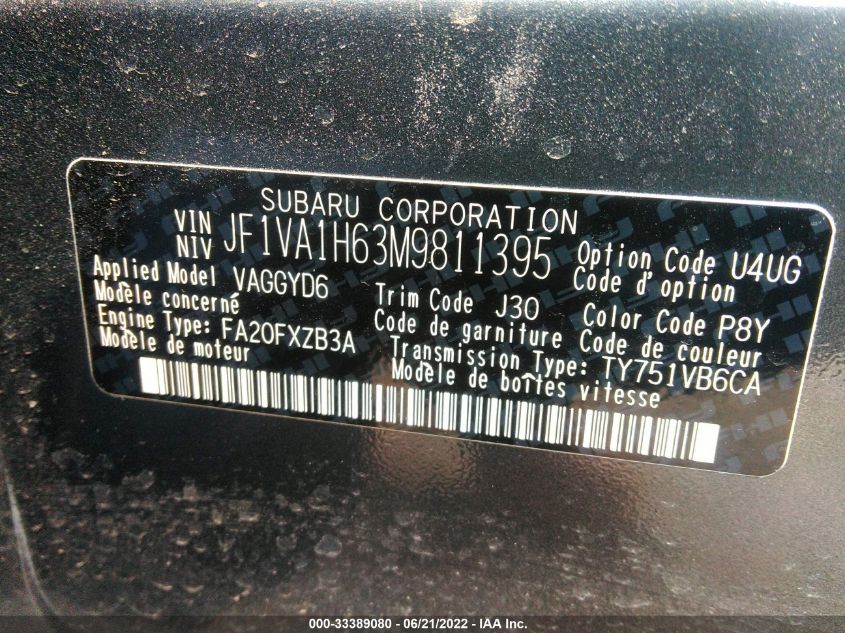 SUBARU CORPORATION
VIN
NIV JF1VA1H63M9811395
Option Code U4UG
Code d'option
Applied Model VAGGYD6
Modèle concerné
Trim Code J30
Code de garniture
Color Code P8Y
Code de couleur
Engine Type: FA20FXZB3A
Modèle de moteur
Transmission Type: TY751VB6CA
Modèle de boîtes vitesse
000-33389080 - 06/21/2022 - IAA Inc.